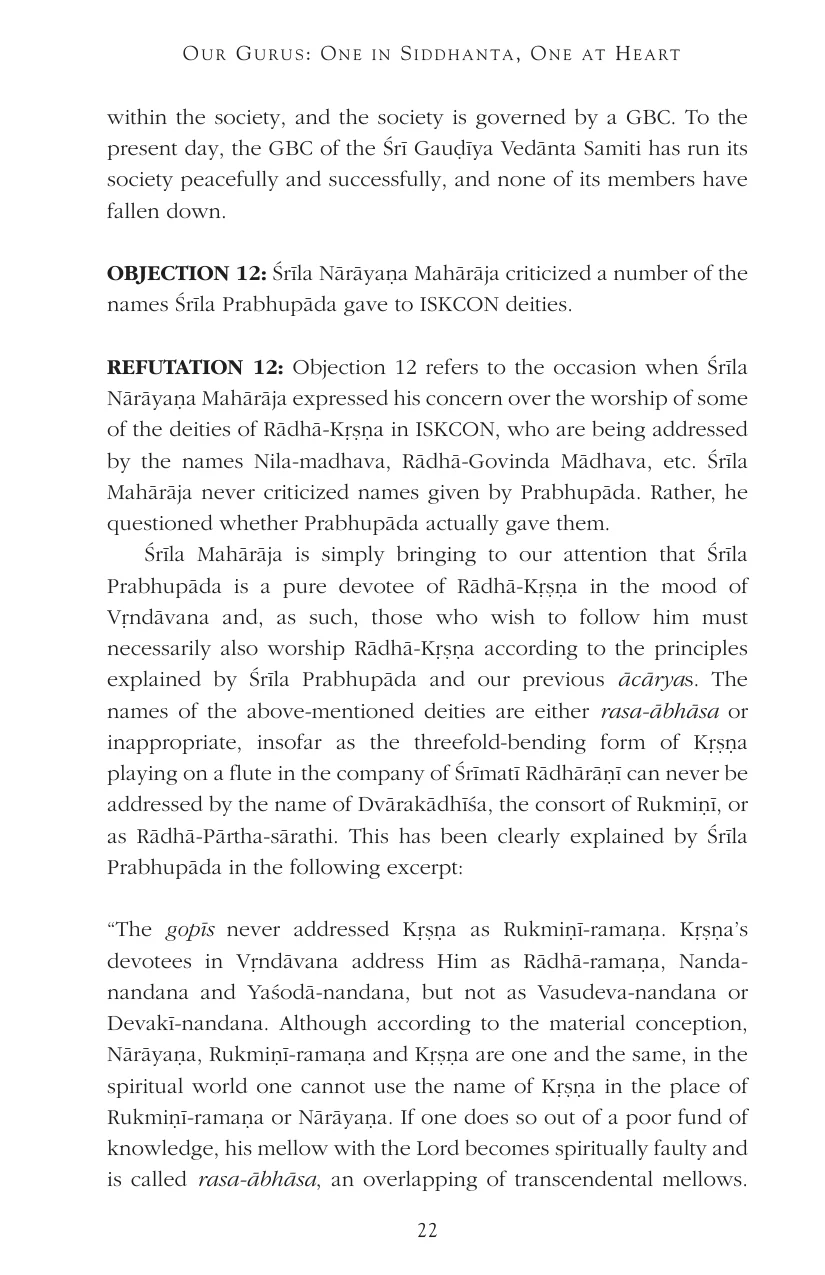 OUR GURUS: ONE IN SIDDHANTA, ONE AT HEART
within the society, and the society is governed by a GBC. To the
present day, the GBC of the Śrī Gauḍīya Vedānta Samiti has run its
society peacefully and successfully, and none of its members have
fallen down.
OBJECTION 12: Śrīla Nārāyaṇa Mahārāja criticized a number of the
names Śrīla Prabhupāda gave to ISKCON deities.
REFUTATION 12: Objection 12 refers to the occasion when Śrīla
Nārāyaṇa Mahārāja expressed his concern over the worship of some
of the deities of Rādhā-Kṛṣṇa in ISKCON, who are being addressed
by the names Nila-madhava, Rādhā-Govinda Mādhava, etc. Śrīla
Mahārāja never criticized names given by Prabhupāda. Rather, he
questioned whether Prabhupāda actually gave them.
Śrīla Mahārāja is simply bringing to our attention that Śrīla
Prabhupāda is a pure devotee of Rādhā-Kṛṣṇa in the mood of
Vṛndāvana and, as such, those who wish to follow him must
necessarily also worship Rādhā-Kṛṣṇa according to the principles
explained by Śrīla Prabhupāda and our previous ācāryas. The
names of the above-mentioned deities are either rasa-ābhāsa or
inappropriate, insofar as the threefold-bending form of Kṛṣṇa
playing on a flute in the company of Śrīmatī Rādhārāṇī can never be
addressed by the name of Dvārakādhīśa, the consort of Rukmiṇī, or
as Rādhā-Pārtha-sārathi. This has been clearly explained by Śrīla
Prabhupāda in the following excerpt:
“The gopīs never addressed Kṛṣṇa as Rukmiṇī-ramaṇa. Kṛṣṇa’s
devotees in Vṛndāvana address Him as Rādhā-ramaṇa, Nanda-
nandana and Yaśodā-nandana, but not as Vasudeva-nandana or
Devakī-nandana. Although according to the material conception,
Nārāyaṇa, Rukmiṇī-ramaṇa and Kṛṣṇa are one and the same, in the
spiritual world one cannot use the name of Kṛṣṇa in the place of
Rukmiṇī-ramaṇa or Nārāyaṇa. If one does so out of a poor fund of
knowledge, his mellow with the Lord becomes spiritually faulty and
is called rasa-ābhāsa, an overlapping of transcendental mellows.
22